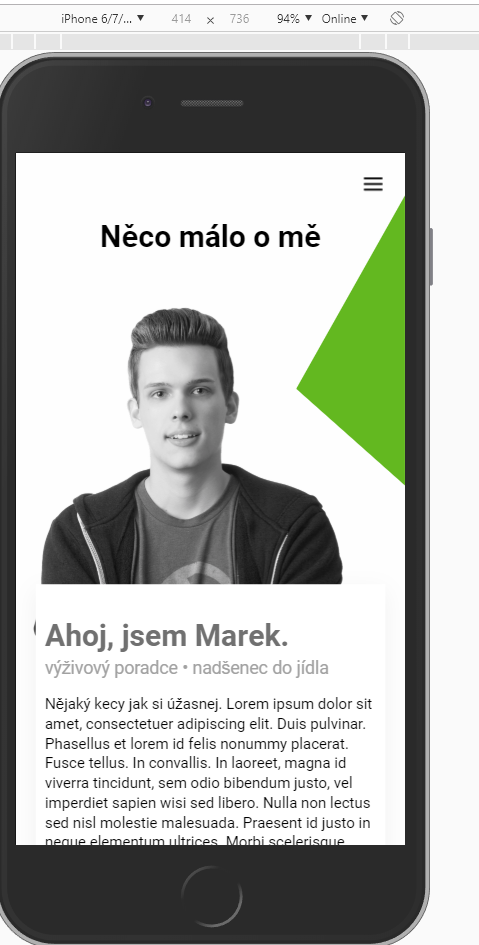 iPhone 6/7/... ▼ 414 × 736 94% ▼ Online ▼
Něco málo o mě
Ahoj, jsem Marek.
výživový poradce • nadšenec do jídla
Nějaký kecy jak si úžasnej. Lorem ipsum dolor sit
amet, consectetuer adipiscing elit. Duis pulvinar.
Phasellus et lorem id felis nonummy placerat.
Fusce tellus. In convallis. In laoreet, magna id
viverra tincidunt, sem odio bibendum justo, vel
imperdiet sapien wisi sed libero. Nulla non lectus
sed nisl molestie malesuada. Praesent id justo in
neque elementum ultrices. Morbi scelerisque